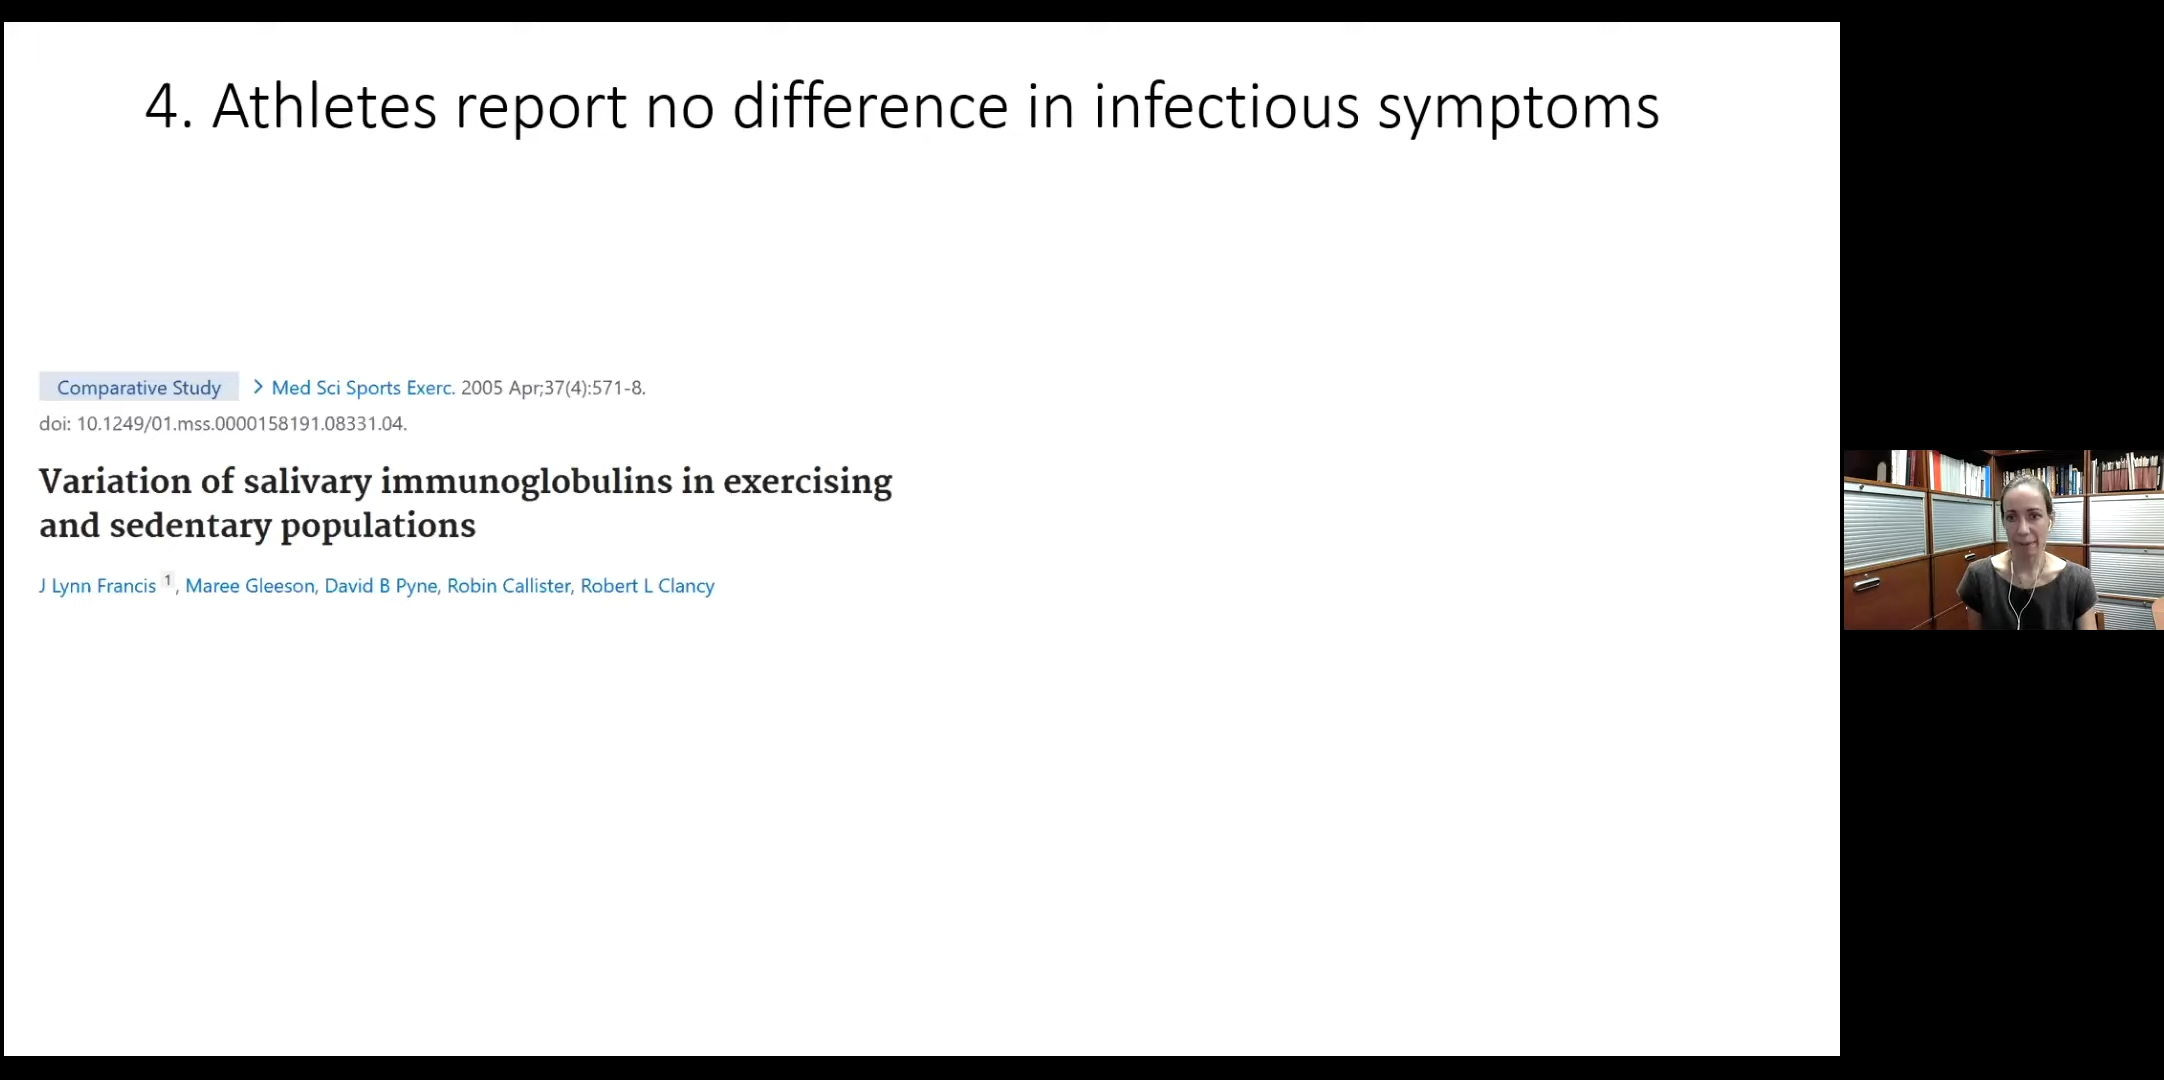 4. Athletes report no difference in infectious symptoms
Comparative Study > Med Sci Sports Exerc. 2005 Apr;37(4):571-8.
doi: 10.1249/01.mss.0000158191.08331.04.
Variation of salivary immunoglobulins in exercising
and sedentary populations
J Lynn Francis 1, Maree Gleeson, David B Pyne, Robin Callister, Robert L Clancy